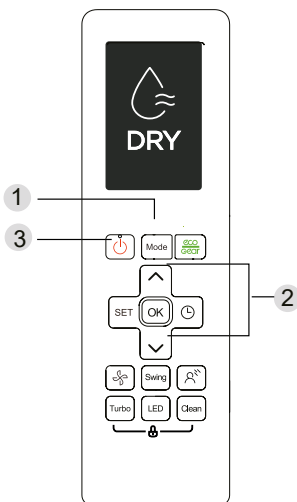 DRY
1
3
Mode
eco
Gear
2
SET
OK
Swing
Turbo
LED
Clean